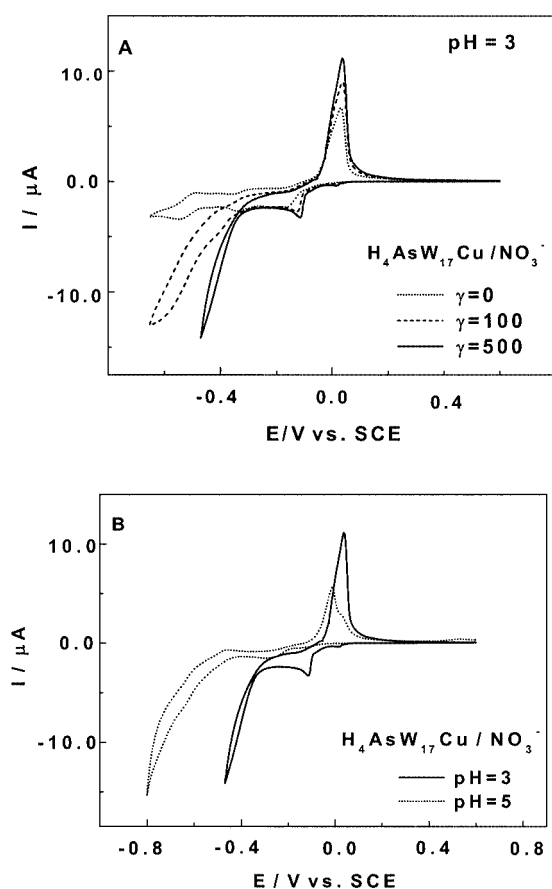 A
pH = 3
10.0
0.0
-10.0
I / μA
H₄AsW₁₇Cu/NO₃⁻
γ=0
γ=100
γ=500
-0.4
0.0
0.4
E/V vs. SCE
B
10.0
0.0
-10.0
I / μA
H₄AsW₁₇Cu / NO₃⁻
pH=3
pH=5
-0.8
-0.4
0.0
0.4
0.8
E / V vs. SCE